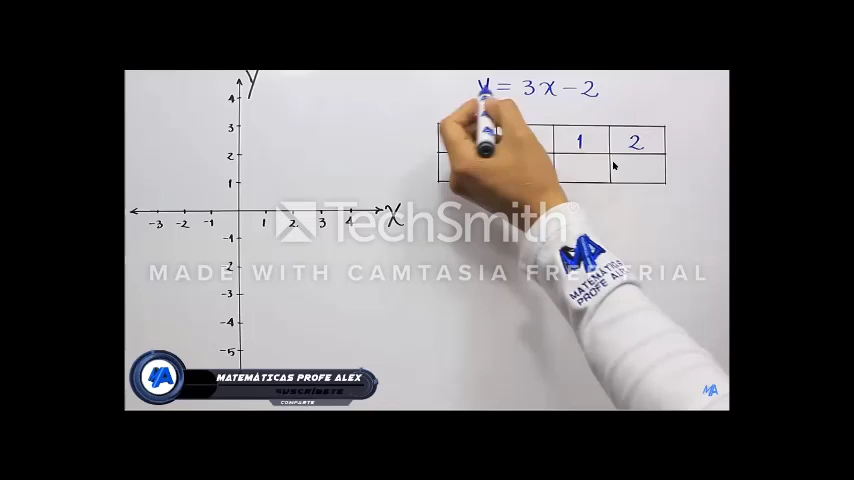 Y
y = 3x - 2
4
3
1 2
2
1
-3 -2 -1 1 2 3 4 X
TechSmith
-1
MADE WITH CAMTASIA FREE TRIAL
-2
MATEMÁTICAS
PROFE ALEX
-3
-4
-5
MATEMÁTICAS PROFE ALEX
SUSCRÍBETE
COMPARTE
MA